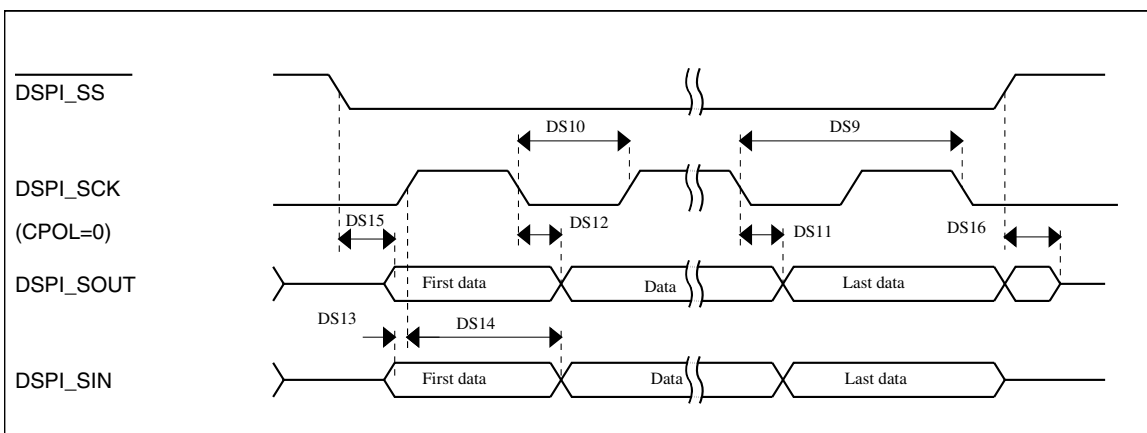 DSPI_SS
DS10
DS9
DSPI_SCK
(CPOL=0)
DS15
DS12
DS11
DS16
DSPI_SOUT
First data
Data
Last data
DS13
DS14
DSPI_SIN
First data
Data
Last data